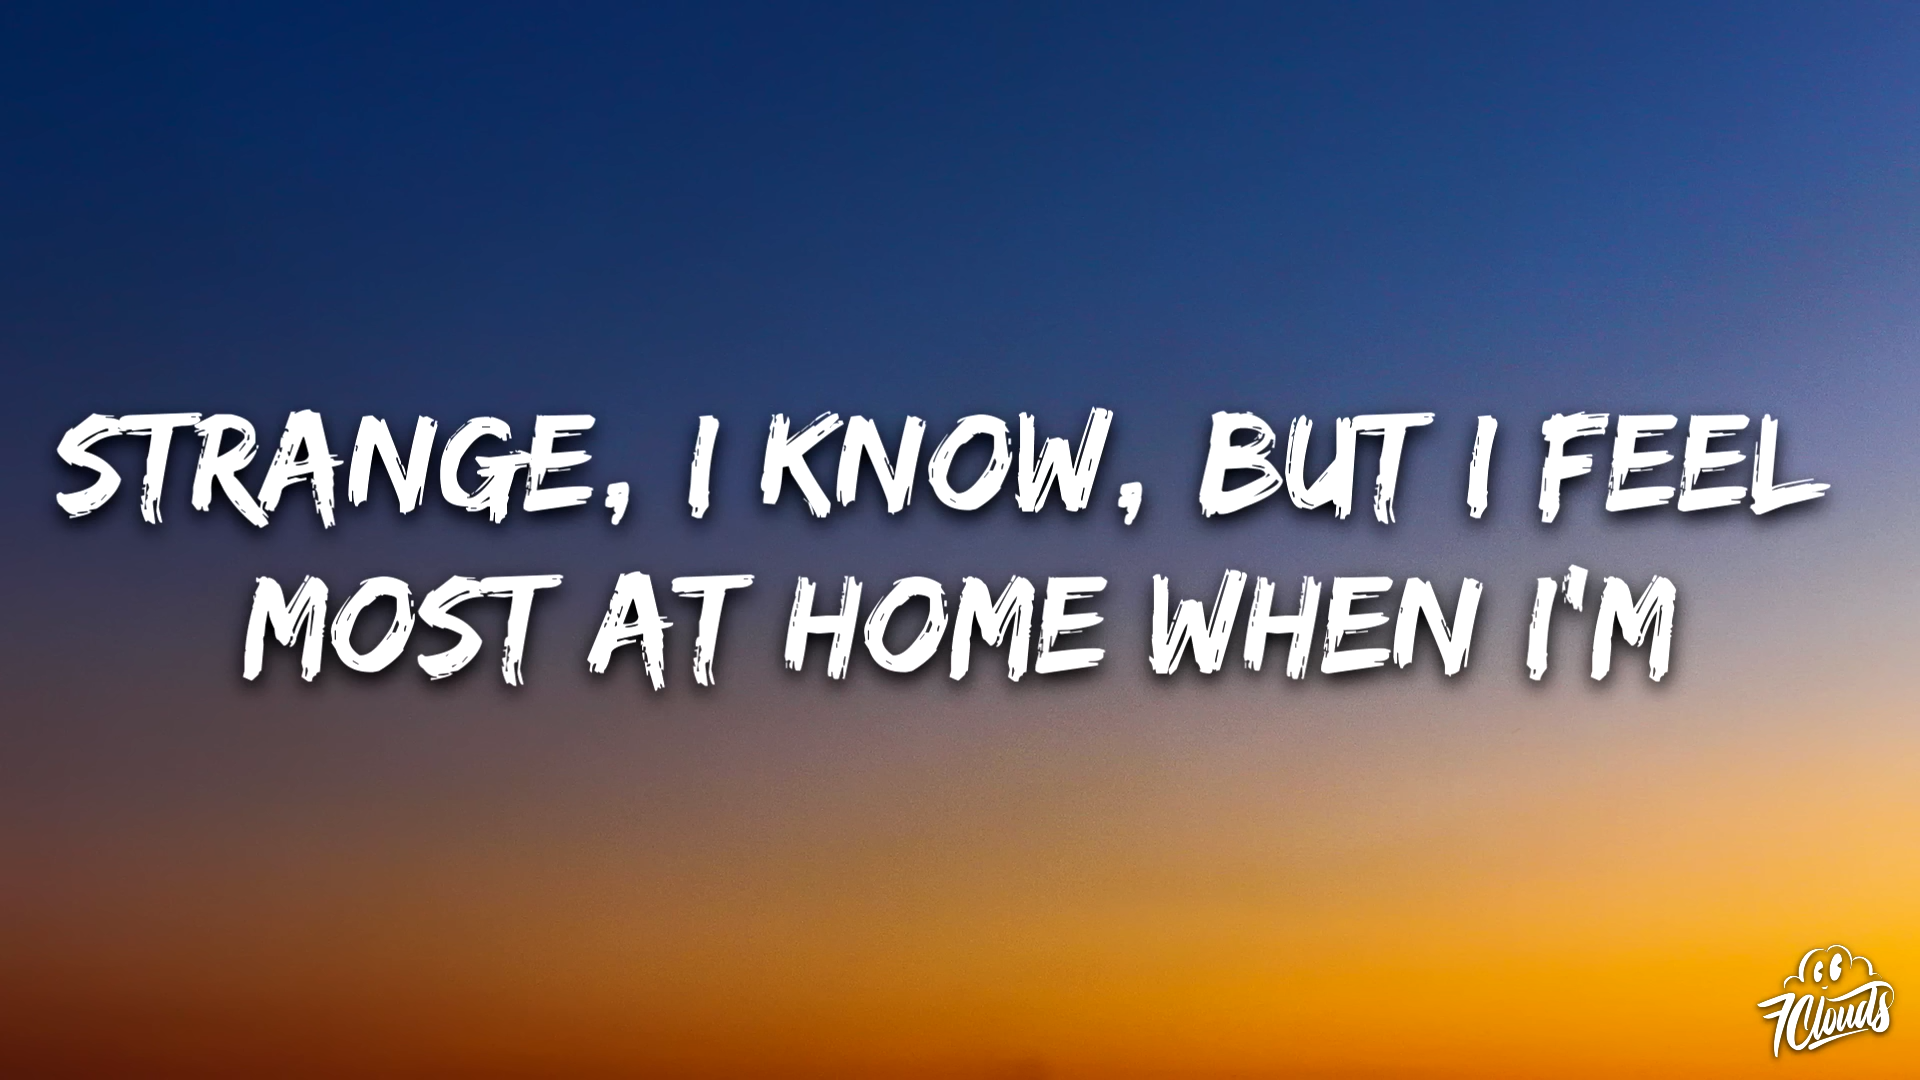 STRANGE, I KNOW, BUT I FEEL
MOST AT HOME WHEN I'M
7Clouds